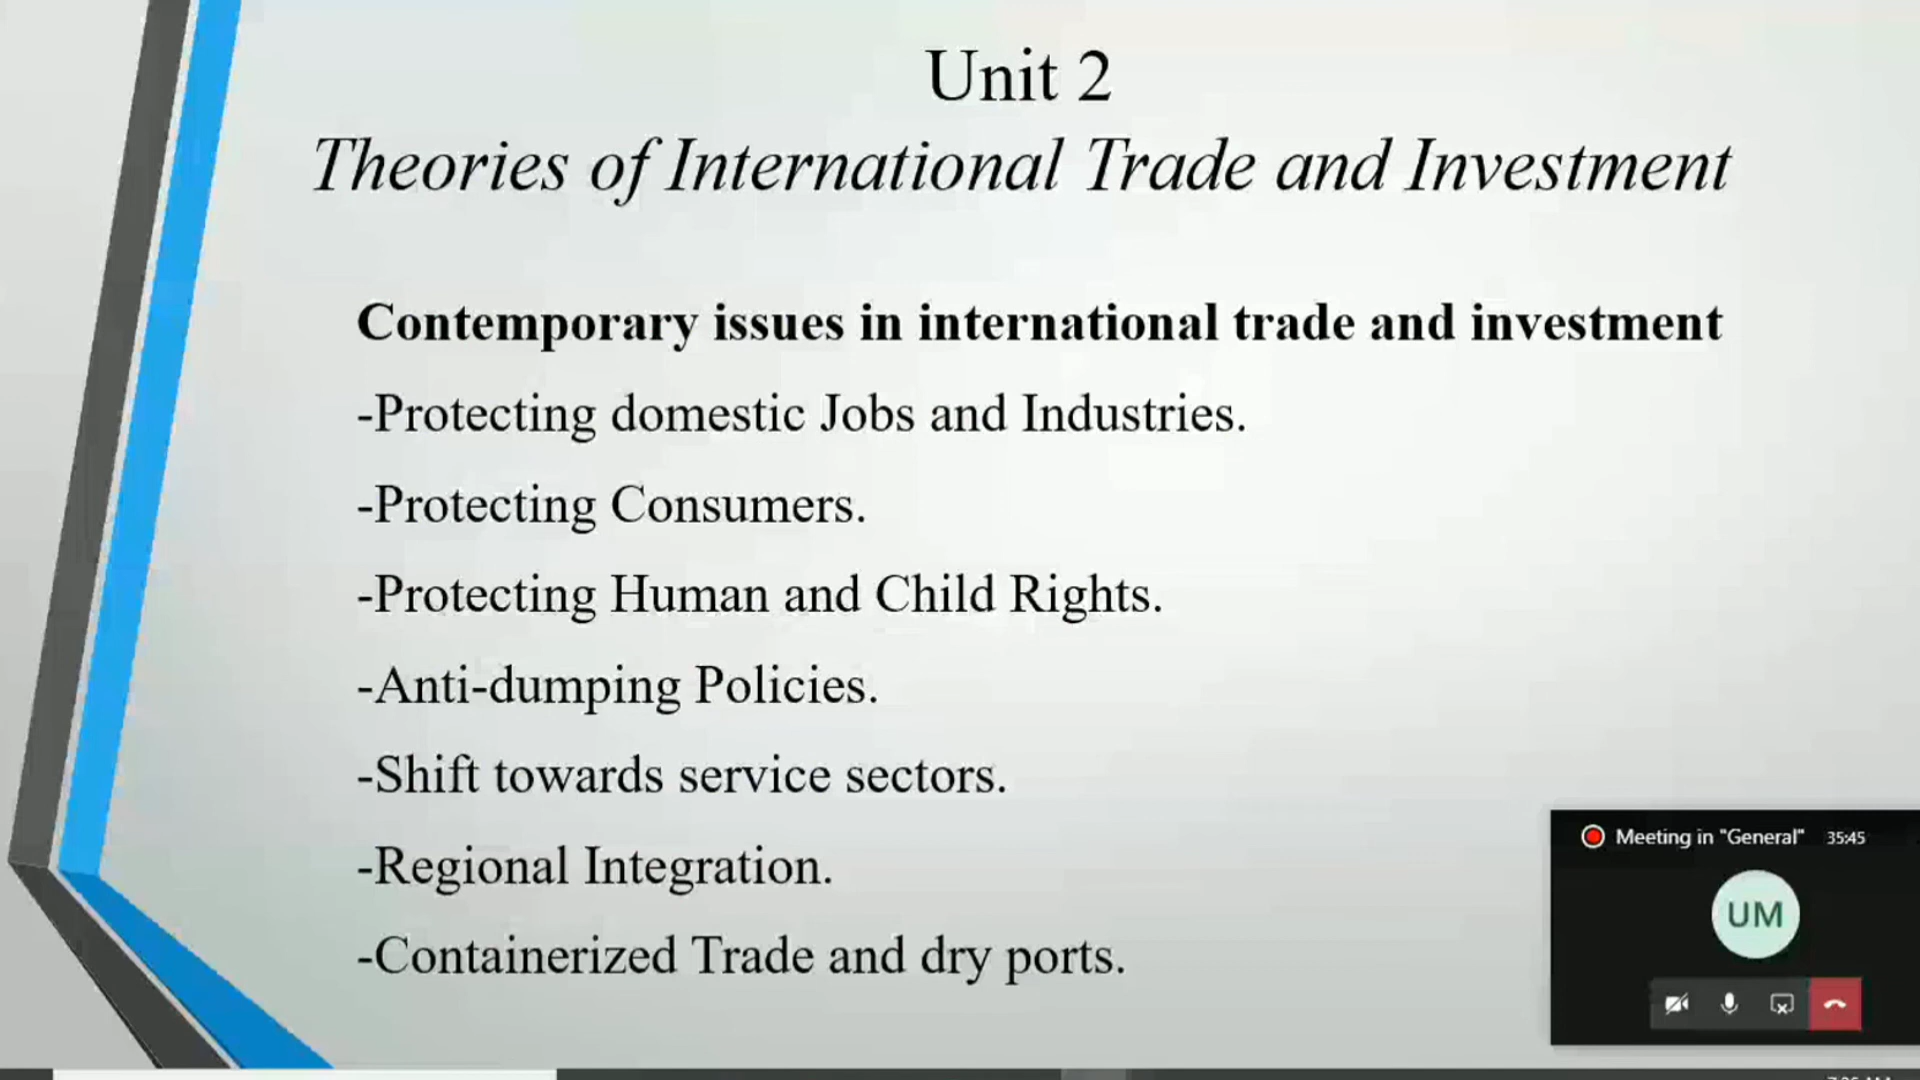 Unit 2
Theories of International Trade and Investment
Contemporary issues in international trade and investment
-Protecting domestic Jobs and Industries.
-Protecting Consumers.
-Protecting Human and Child Rights.
-Anti-dumping Policies.
-Shift towards service sectors.
-Regional Integration.
-Containerized Trade and dry ports.
Meeting in "General" 35:45
UM